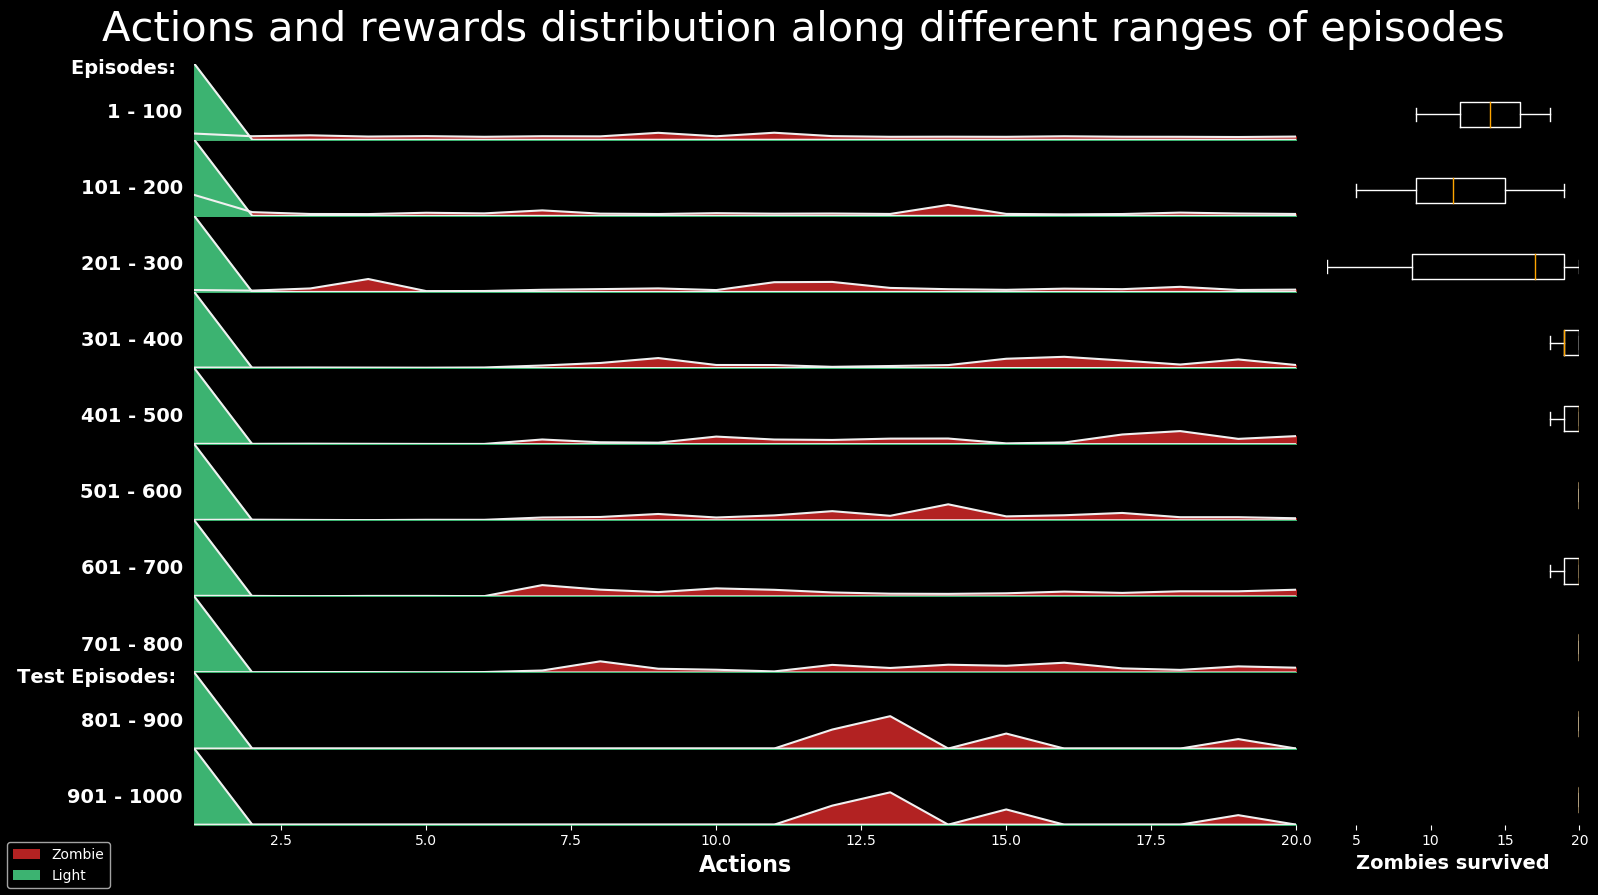 Actions and rewards distribution along different ranges of episodes
Episodes:
1 - 100
101 - 200
201 - 300
301 - 400
401 - 500
501 - 600
601 - 700
701 - 800
Test Episodes:
801 - 900
901 - 1000
2.5 5.0 7.5 10.0 12.5 15.0 17.5 20.0
Actions
5 10 15 20
Zombies survived
Zombie
Light